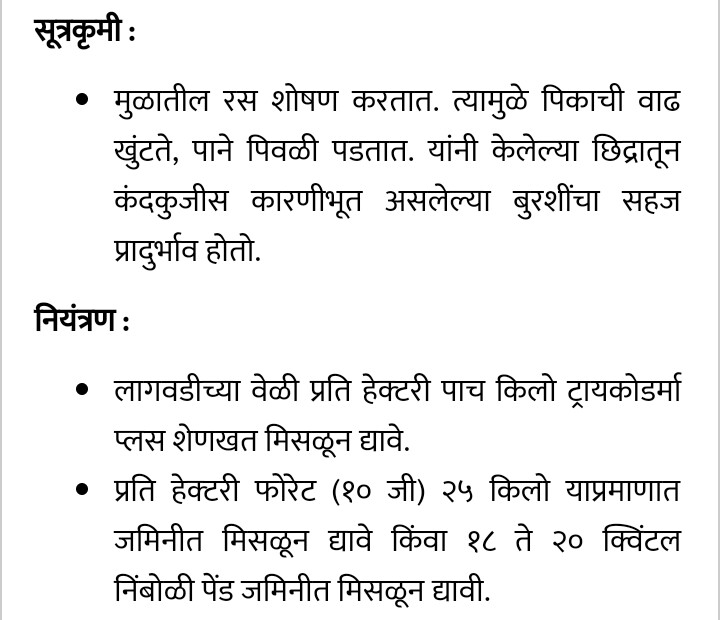 सूत्रकृमी :
• मुळातील रस शोषण करतात. त्यामुळे पिकाची वाढ
खुंटते, पाने पिवळी पडतात. यांनी केलेल्या छिद्रातून
कंदकुजीस कारणीभूत असलेल्या बुरशींचा सहज
प्रादुर्भाव होतो.
नियंत्रण :
• लागवडीच्या वेळी प्रति हेक्टरी पाच किलो ट्रायकोडर्मा
प्लस शेणखत मिसळून द्यावे.
• प्रति हेक्टरी फोरेट (१० जी) २५ किलो याप्रमाणात
जमिनीत मिसळून द्यावे किंवा १८ ते २० क्विंटल
निंबोळी पेंड जमिनीत मिसळून द्यावी.